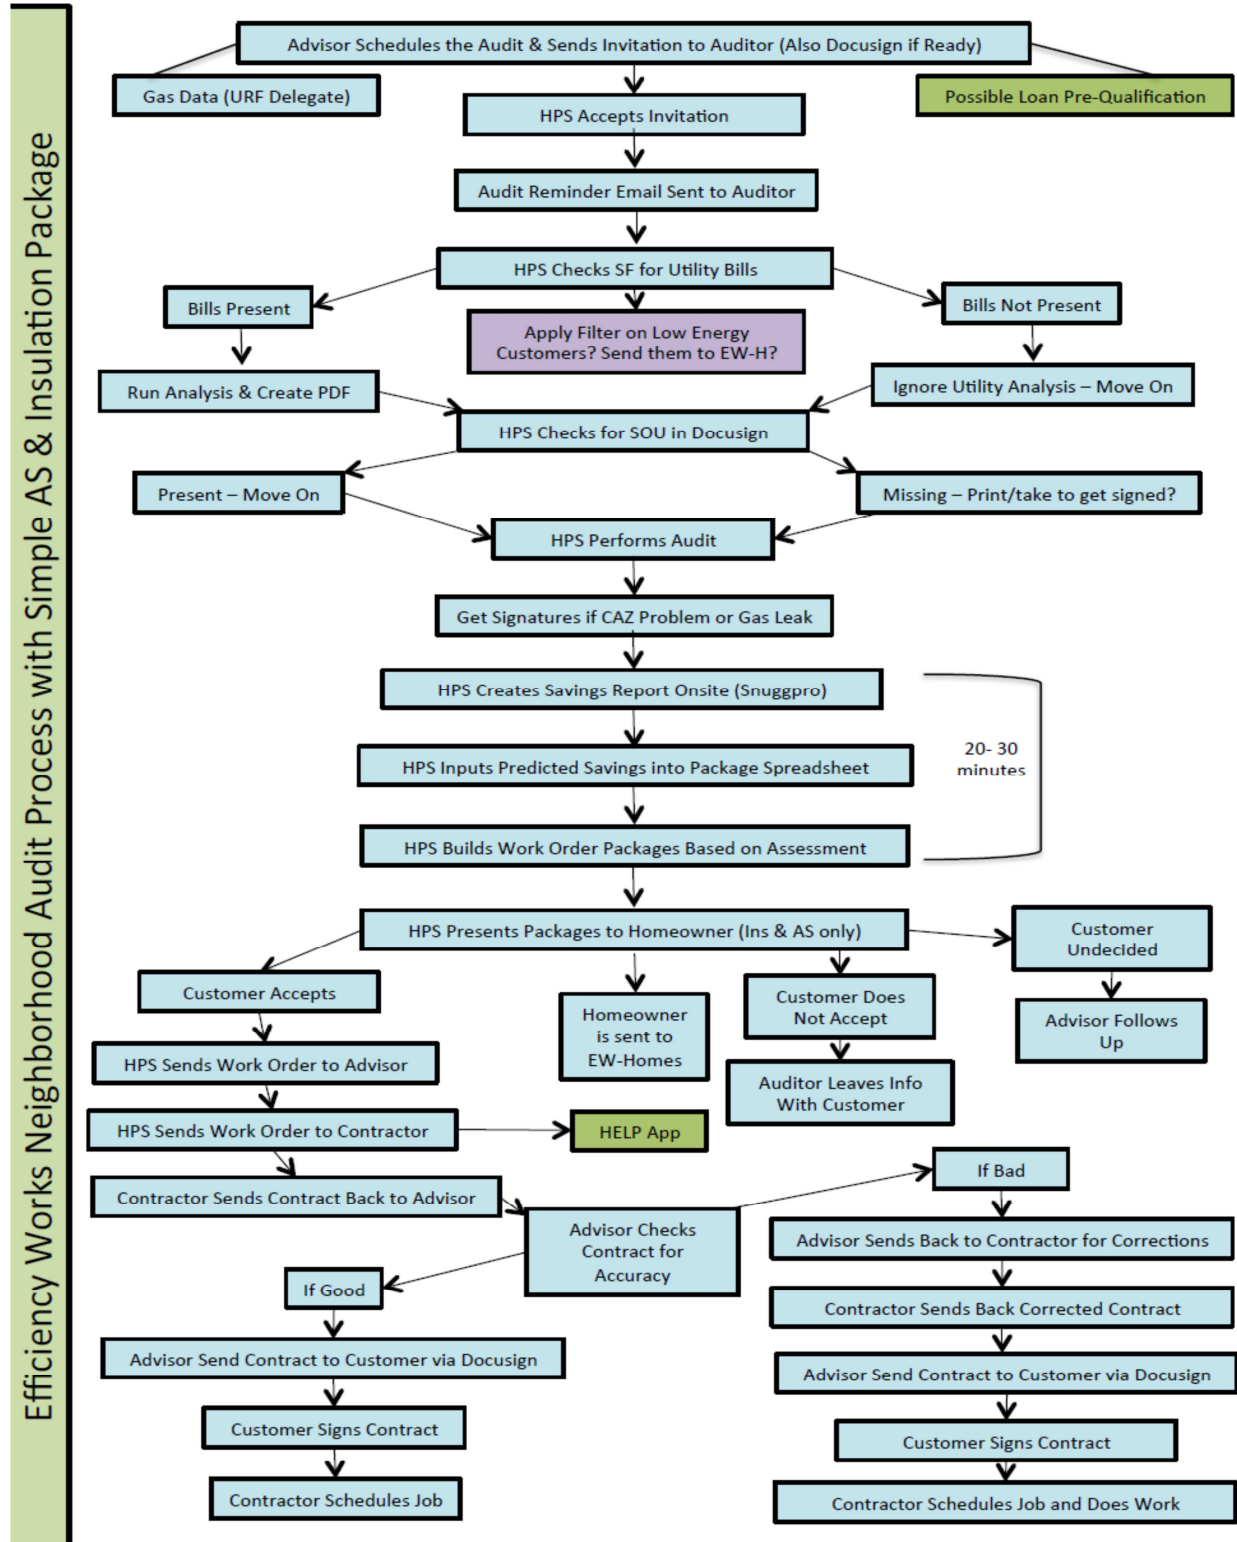 Efficiency Works Neighborhood Audit Process with Simple AS & Insulation Package
Advisor Schedules the Audit & Sends Invitation to Auditor (Also Docusign if Ready)
Gas Data (URF Delegate)
Possible Loan Pre-Qualification
HPS Accepts Invitation
Audit Reminder Email Sent to Auditor
HPS Checks SF for Utility Bills
Bills Present
Bills Not Present
Apply Filter on Low Energy
Customers? Send them to EW-H?
Run Analysis & Create PDF
Ignore Utility Analysis – Move On
HPS Checks for SOU in Docusign
Present – Move On
Missing – Print/take to get signed?
HPS Performs Audit
Get Signatures if CAZ Problem or Gas Leak
HPS Creates Savings Report Onsite (Snuggpro)
HPS Inputs Predicted Savings into Package Spreadsheet
20- 30
minutes
HPS Builds Work Order Packages Based on Assessment
HPS Presents Packages to Homeowner (Ins & AS only)
Customer
Undecided
Customer Accepts
Homeowner
is sent to
EW-Homes
Customer Does
Not Accept
Advisor Follows
Up
HPS Sends Work Order to Advisor
Auditor Leaves Info
With Customer
HPS Sends Work Order to Contractor
HELP App
If Bad
Contractor Sends Contract Back to Advisor
Advisor Checks
Contract for
Accuracy
Advisor Sends Back to Contractor for Corrections
If Good
Contractor Sends Back Corrected Contract
Advisor Send Contract to Customer via Docusign
Advisor Send Contract to Customer via Docusign
Customer Signs Contract
Customer Signs Contract
Contractor Schedules Job
Contractor Schedules Job and Does Work